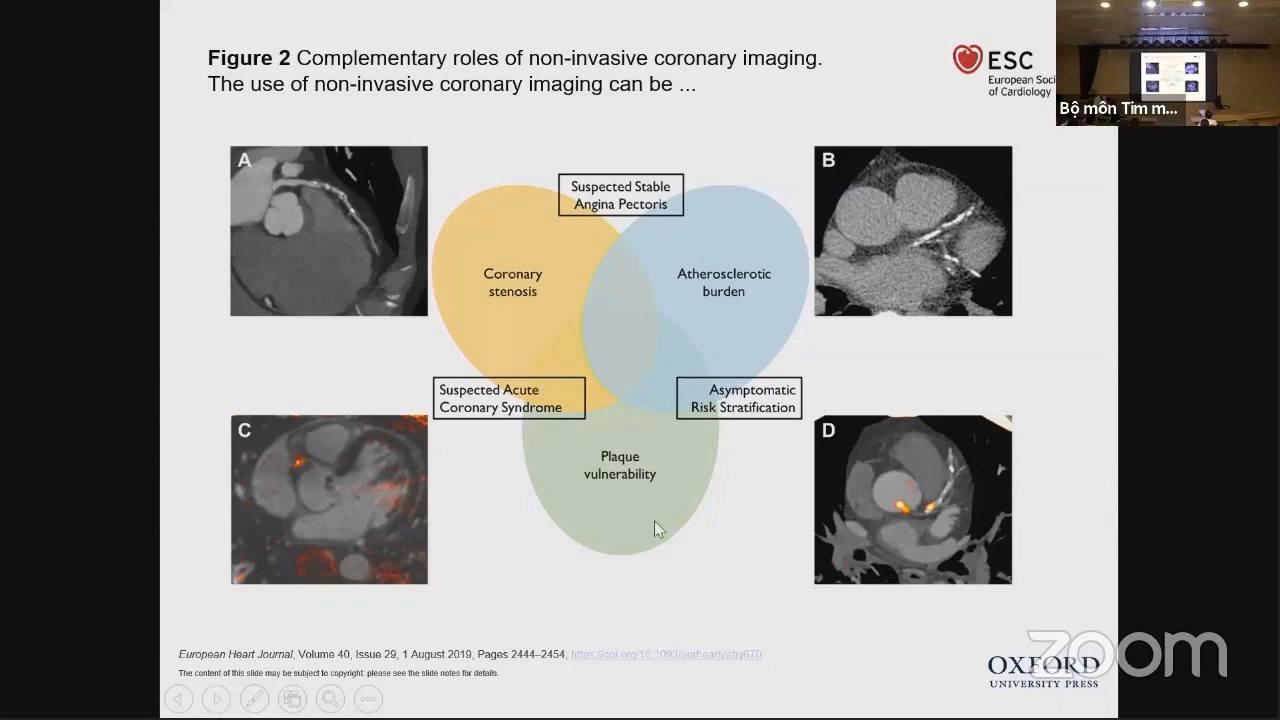 Figure 2 Complementary roles of non-invasive coronary imaging.
The use of non-invasive coronary imaging can be ...
ESC
European Soci
of Cardiology
Bộ môn Tim m...
A
B
Suspected Stable
Angina Pectoris
Coronary
stenosis
Atherosclerotic
burden
Suspected Acute
Coronary Syndrome
Asymptomatic
Risk Stratification
C
D
Plaque
vulnerability
European Heart Journal, Volume 40, Issue 29, 1 August 2019, Pages 2444–2454, https://doi.org/10.1093/eurheartj/ehy670
The content of this slide may be subject to copyright: please see the slide notes for details.
OXFORD
UNIVERSITY PRESS
zoom